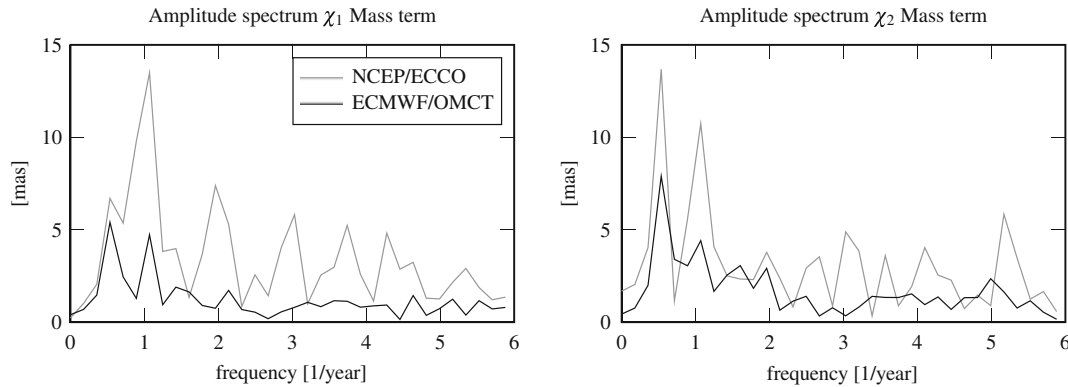 Amplitude spectrum χ₁ Mass term
15
10
5
0
[mas]
NCEP/ECCO
ECMWF/OMCT
0 1 2 3 4 5 6
frequency [1/year]
Amplitude spectrum χ₂ Mass term
15
10
5
0
[mas]
0 1 2 3 4 5 6
frequency [1/year]